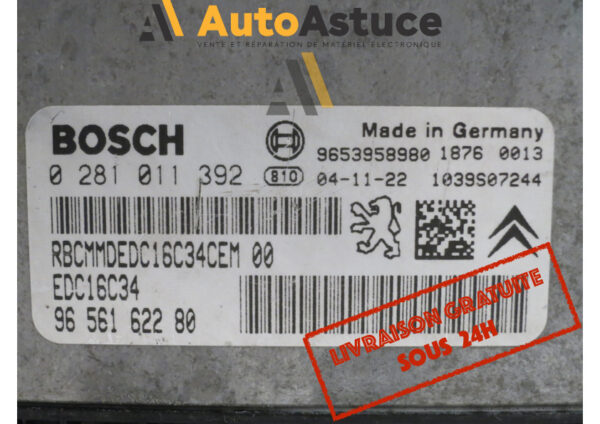 AutoAstuce
VENTE ET RÉPARATION DE MATÉRIEL ÉLECTRONIQUE
BOSCH
Made in Germany
9653958980 1876 0013
0 281 011 392 810 04-11-22 1039S07244
RBCMMDEDC16C34CEM 00
EDC16C34
96 561 622 80
LIVRAISON GRATUITE
SOUS 24H